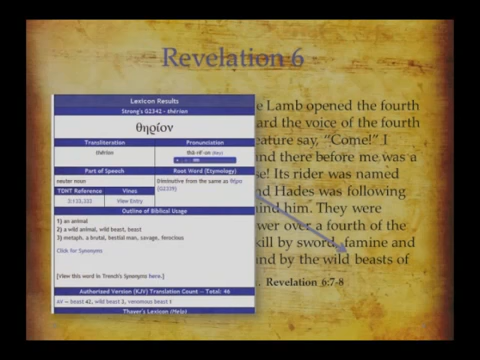 Revelation 6
Lexicon Results
Strong's G2342 - thērion
θηρίον
Transliteration
Pronunciation
thērion
Part of Speech
Root Word (Etymology)
neuter noun
Diminutive from the same as
(G2339)
TDNT Reference
Vines
3:133,333
View Entry
Outline of Biblical Usage
1) an animal
2) a wild animal, wild beast, beast
3) metaph. a brutal, bestial man, savage, ferocious
Click for Synonyms
[View this word in Trench's Synonyms here.]
Authorized Version (KJV) Translation Count — Total: 46
AV — beast 42, wild beast 3, venomous beast 1
Thayer's Lexicon (Help)
e Lamb opened the fourth
ard the voice of the fourth
eature say, “Come!” I
nd there before me was a
se! Its rider was named
nd Hades was following
ind him. They were
wer over a fourth of the
kill by sword, famine and
nd by the wild beasts of
. Revelation 6:7-8